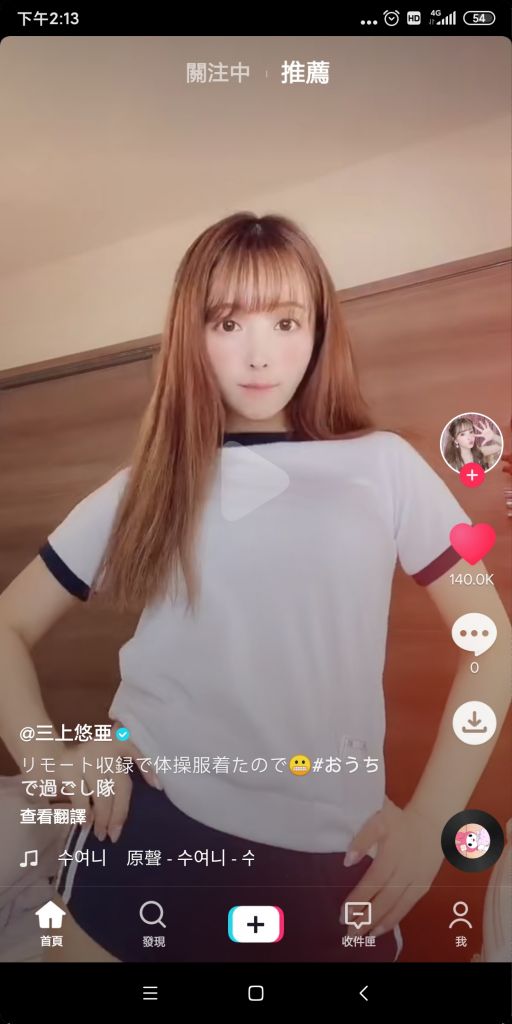 下午2:13
4G
HD
54
關注中
推薦
140.0K
0
@三上悠亜
リモート収録で体操服着たので😬#おうち
で過ごし隊
查看翻譯
수여니 原聲 - 수여니 - 수
首頁
發現
收件匣
我